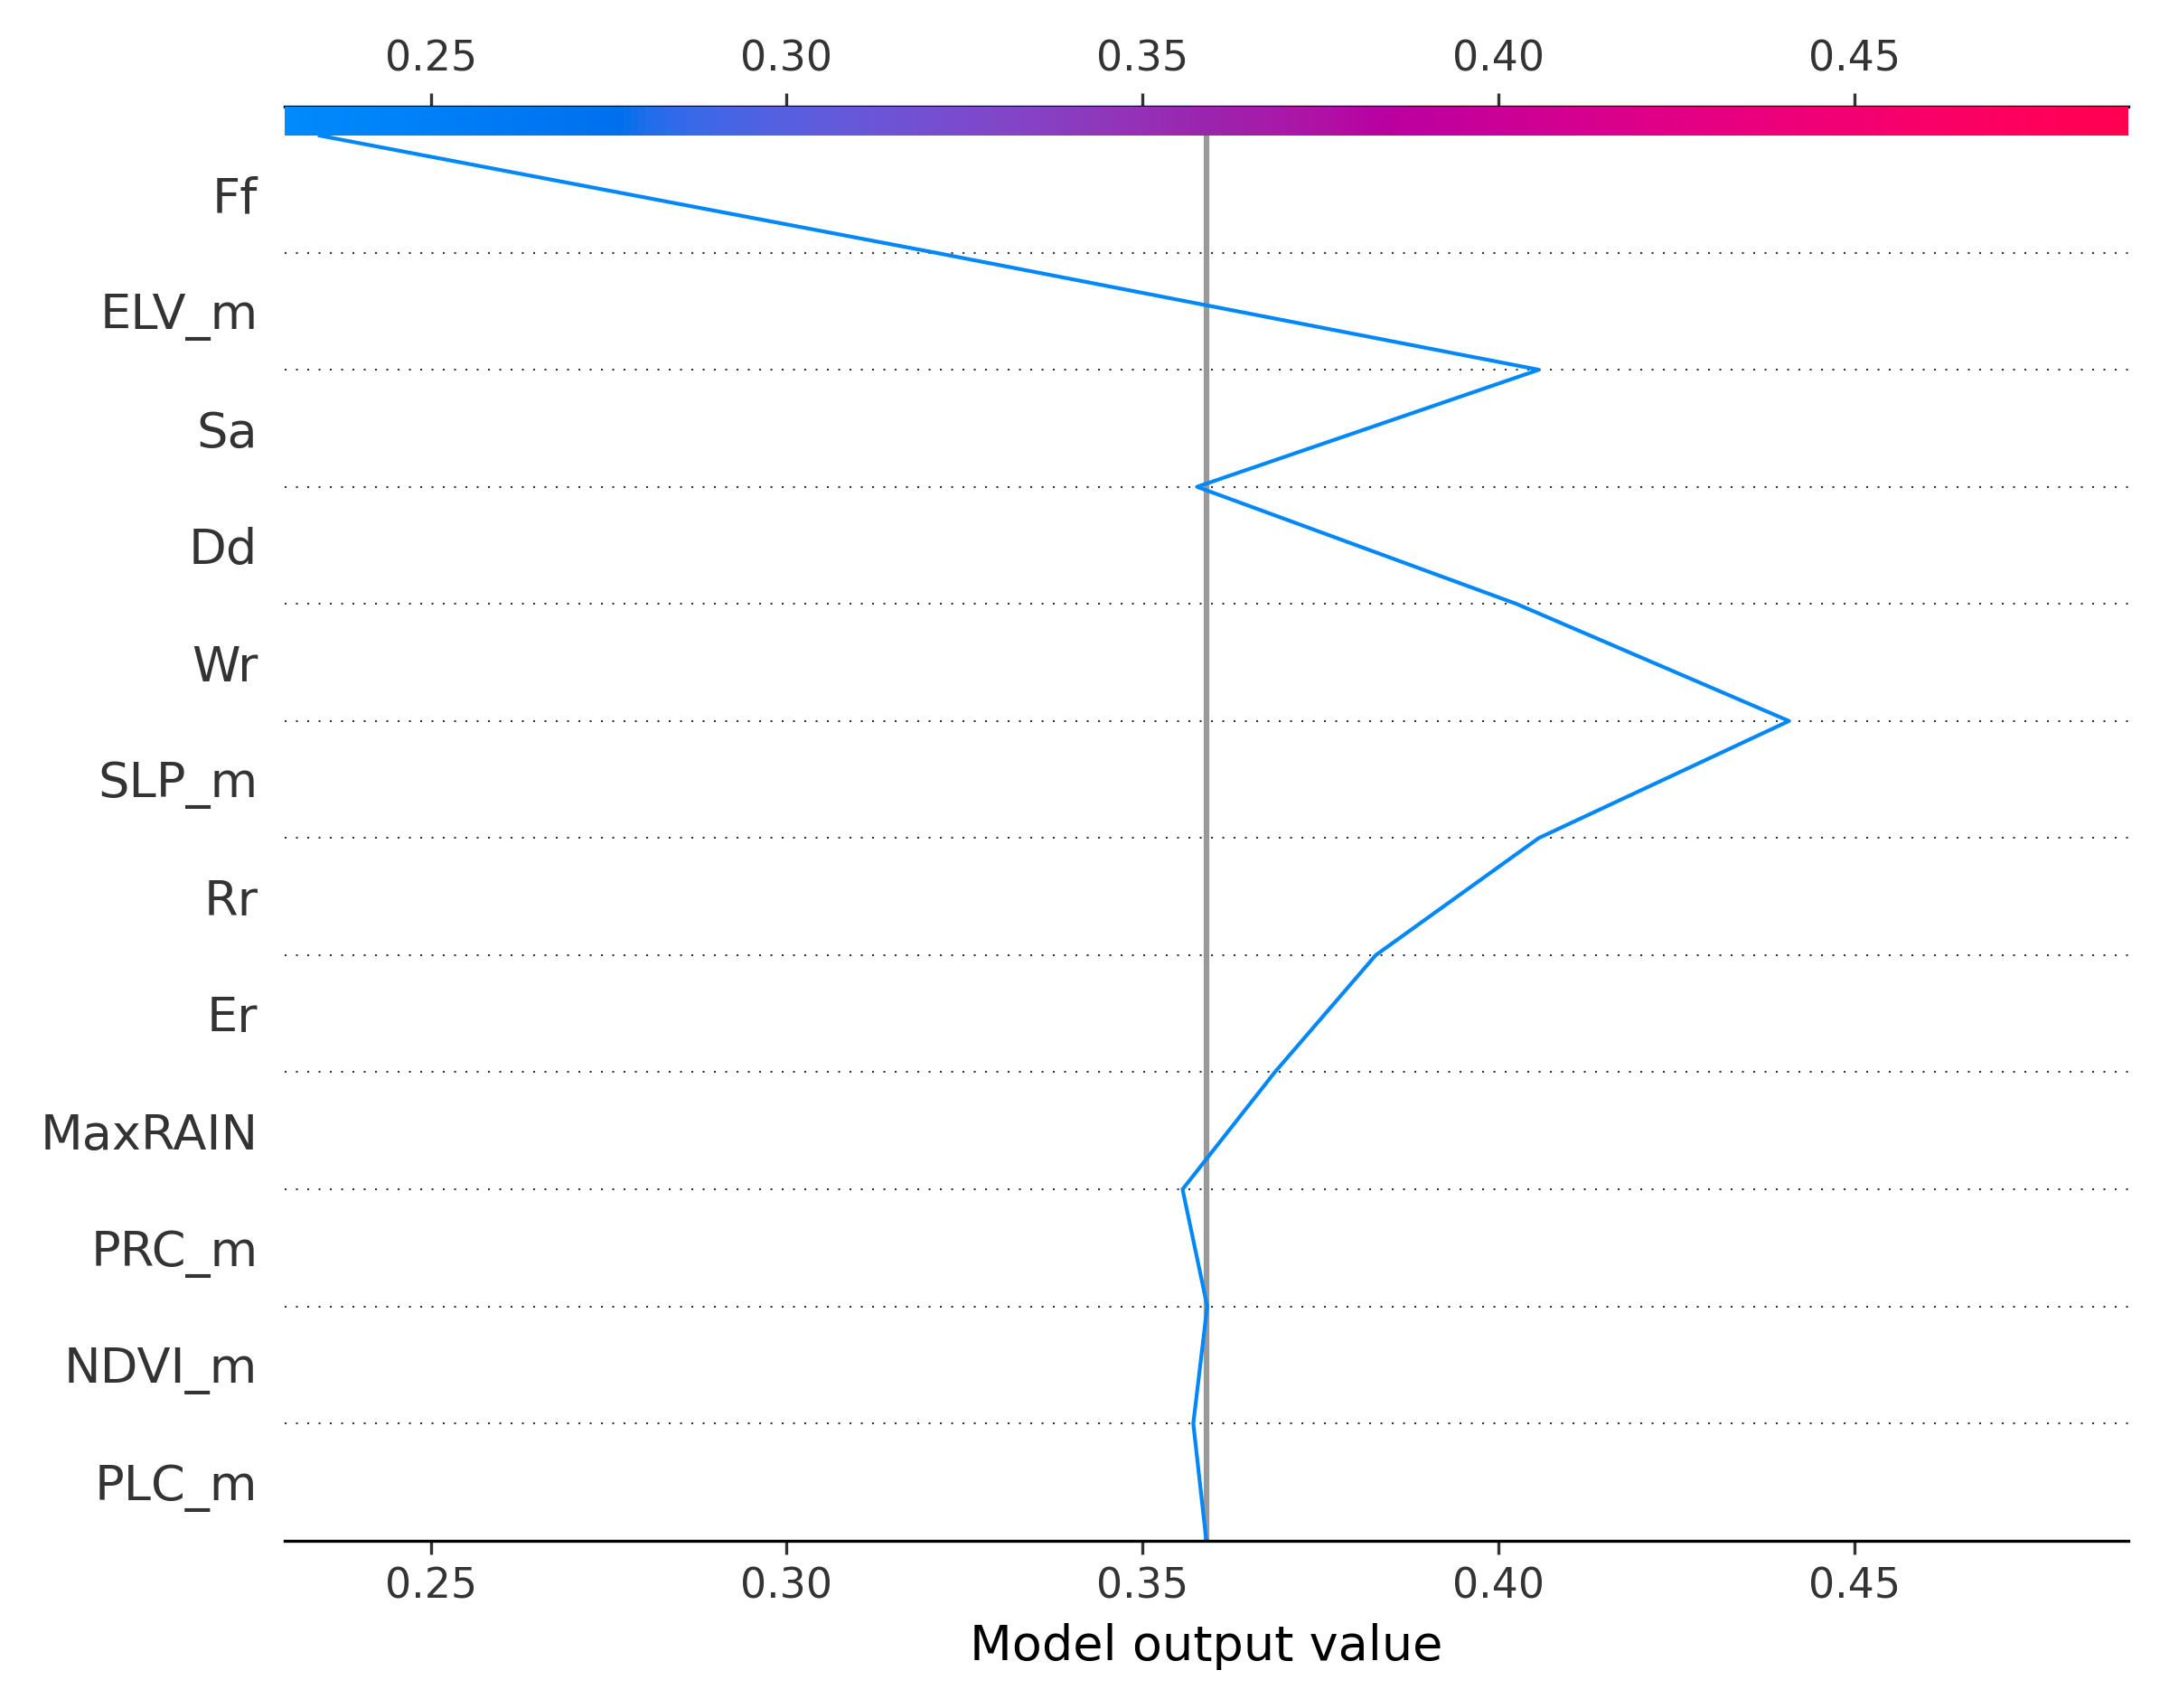 0.25 0.30 0.35 0.40 0.45
Ff
ELV_m
Sa
Dd
Wr
SLP_m
Rr
Er
MaxRAIN
PRC_m
NDVI_m
PLC_m
0.25 0.30 0.35 0.40 0.45
Model output value